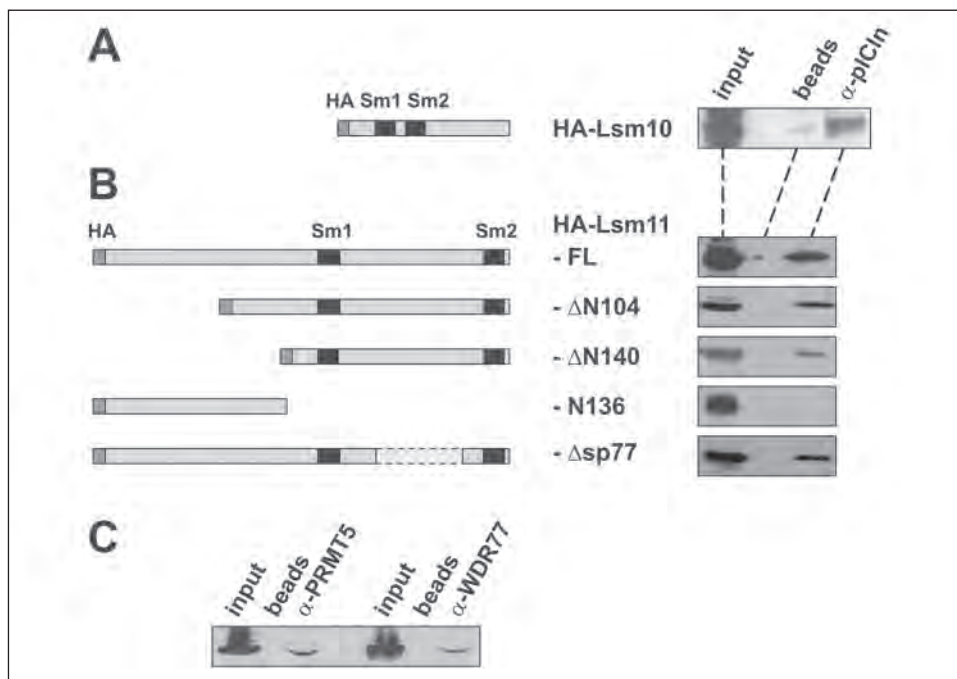 A
input beads α-pICln
HA Sm1 Sm2
HA-Lsm10
B
HA-Lsm11
HA Sm1 Sm2
- FL
- ΔN104
- ΔN140
- N136
- Δsp77
C
input beads α-PRMT5 input beads α-WDR77